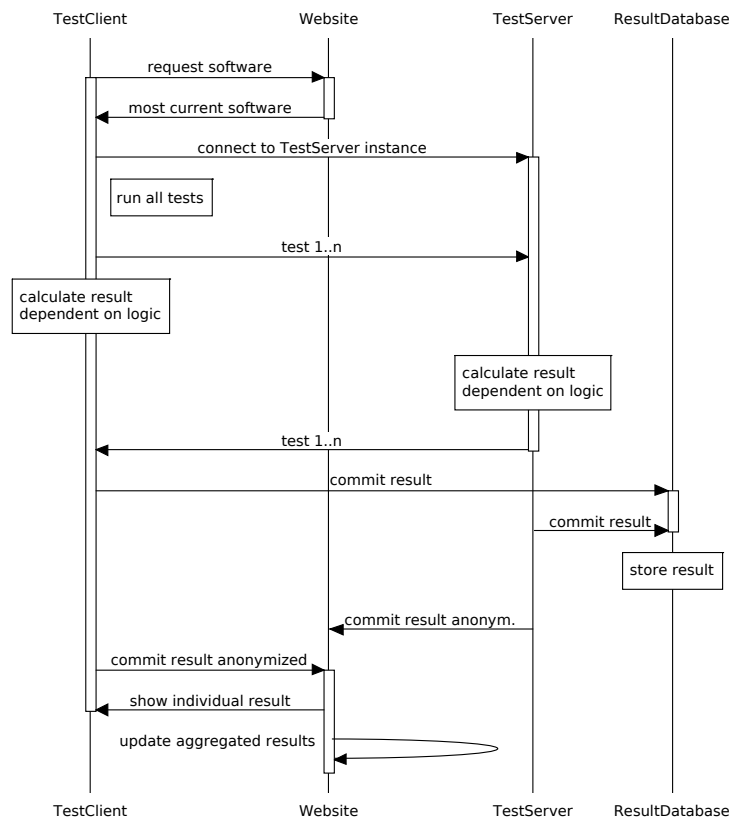 TestClient Website TestServer ResultDatabase
request software
most current software
connect to TestServer instance
run all tests
test 1..n
calculate result
dependent on logic
calculate result
dependent on logic
test 1..n
commit result
commit result
store result
commit result anonym.
commit result anonymized
show individual result
update aggregated results
TestClient Website TestServer ResultDatabase